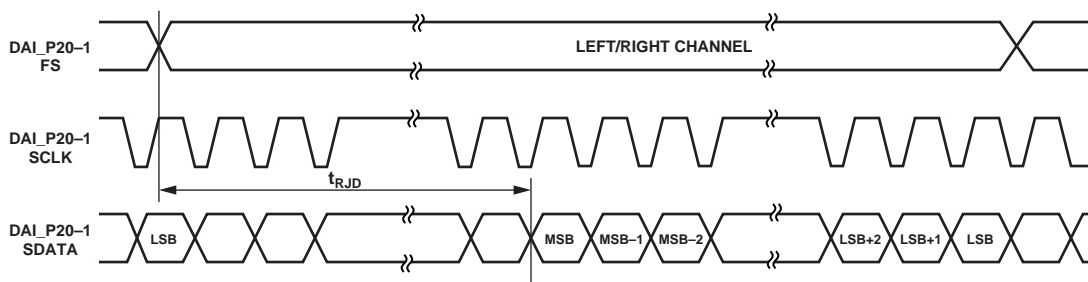 DAI_P20–1
FS
LEFT/RIGHT CHANNEL
DAI_P20–1
SCLK
tRJD
DAI_P20–1
SDATA
LSB
MSB
MSB–1
MSB–2
LSB+2
LSB+1
LSB